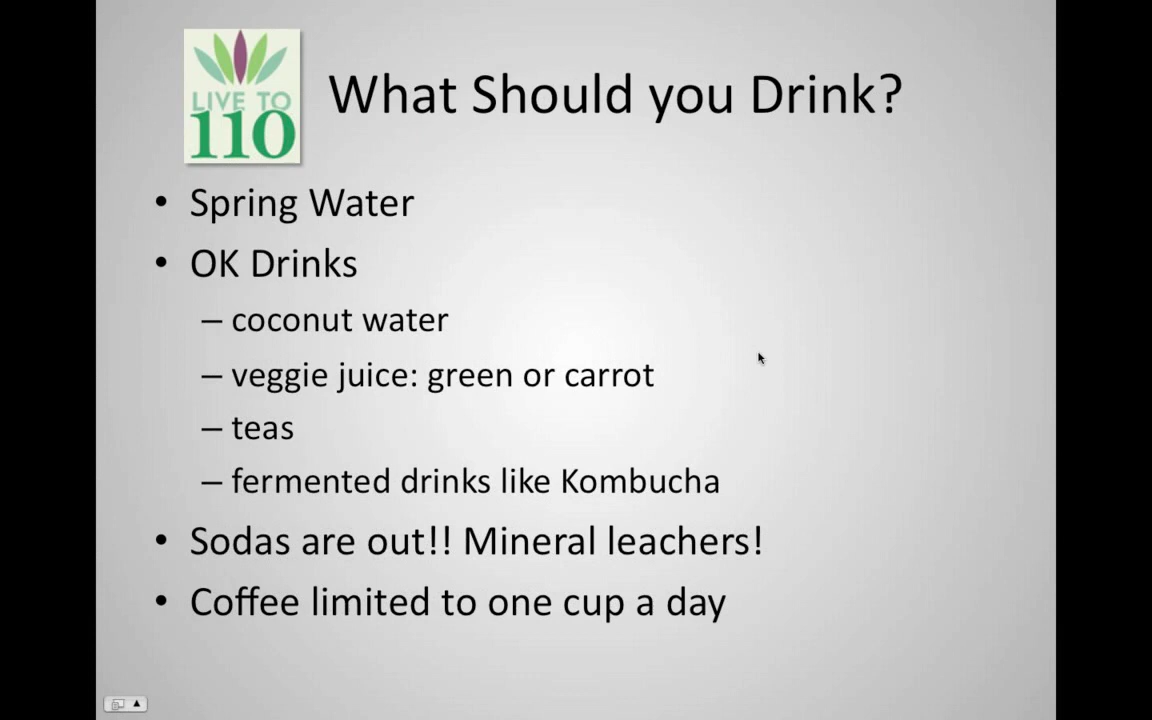 LIVE TO
110
What Should you Drink?
• Spring Water
• OK Drinks
– coconut water
– veggie juice: green or carrot
– teas
– fermented drinks like Kombucha
• Sodas are out!! Mineral leachers!
• Coffee limited to one cup a day